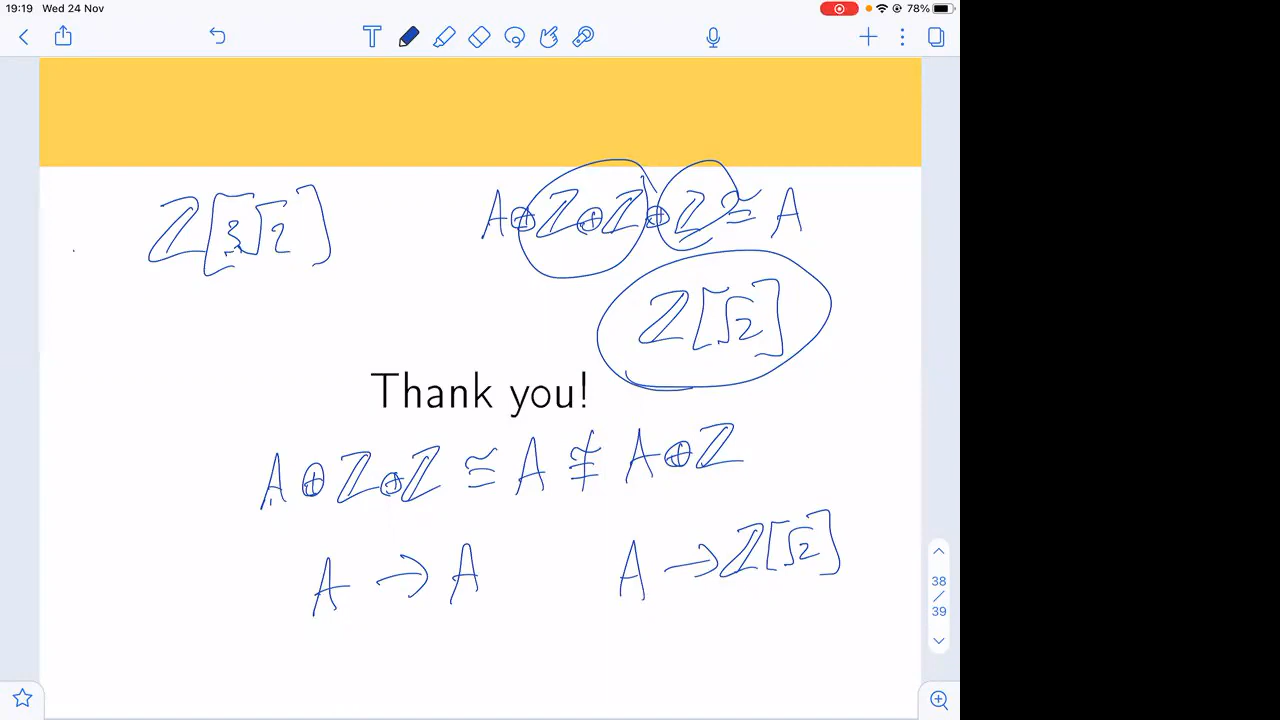 19:19 Wed 24 Nov
78%
ℤ[∛2]
A⊕ℤ⊕ℤ⊕ℤ≅A
ℤ[√2]
Thank you!
A⊕ℤ⊕ℤ≅A≇A⊕ℤ
A→A
A→ℤ[√2]
38
/
39